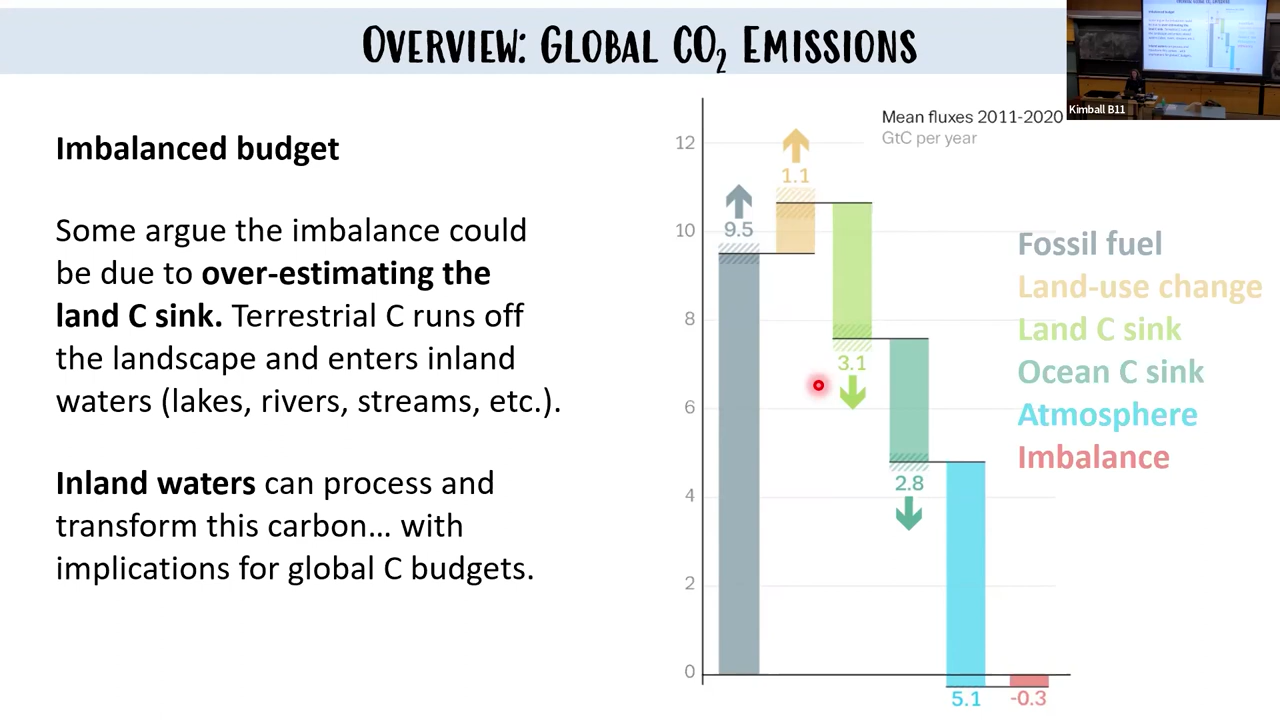 OVERVIEW: GLOBAL CO₂ EMISSIONS
Kimball B11
Imbalanced budget
Some argue the imbalance could
be due to over-estimating the
land C sink. Terrestrial C runs off
the landscape and enters inland
waters (lakes, rivers, streams, etc.).
Inland waters can process and
transform this carbon... with
implications for global C budgets.
Mean fluxes 2011-2020
GtC per year
12
10
8
6
4
2
0
9.5
1.1
3.1
2.8
5.1
-0.3
Fossil fuel
Land-use change
Land C sink
Ocean C sink
Atmosphere
Imbalance